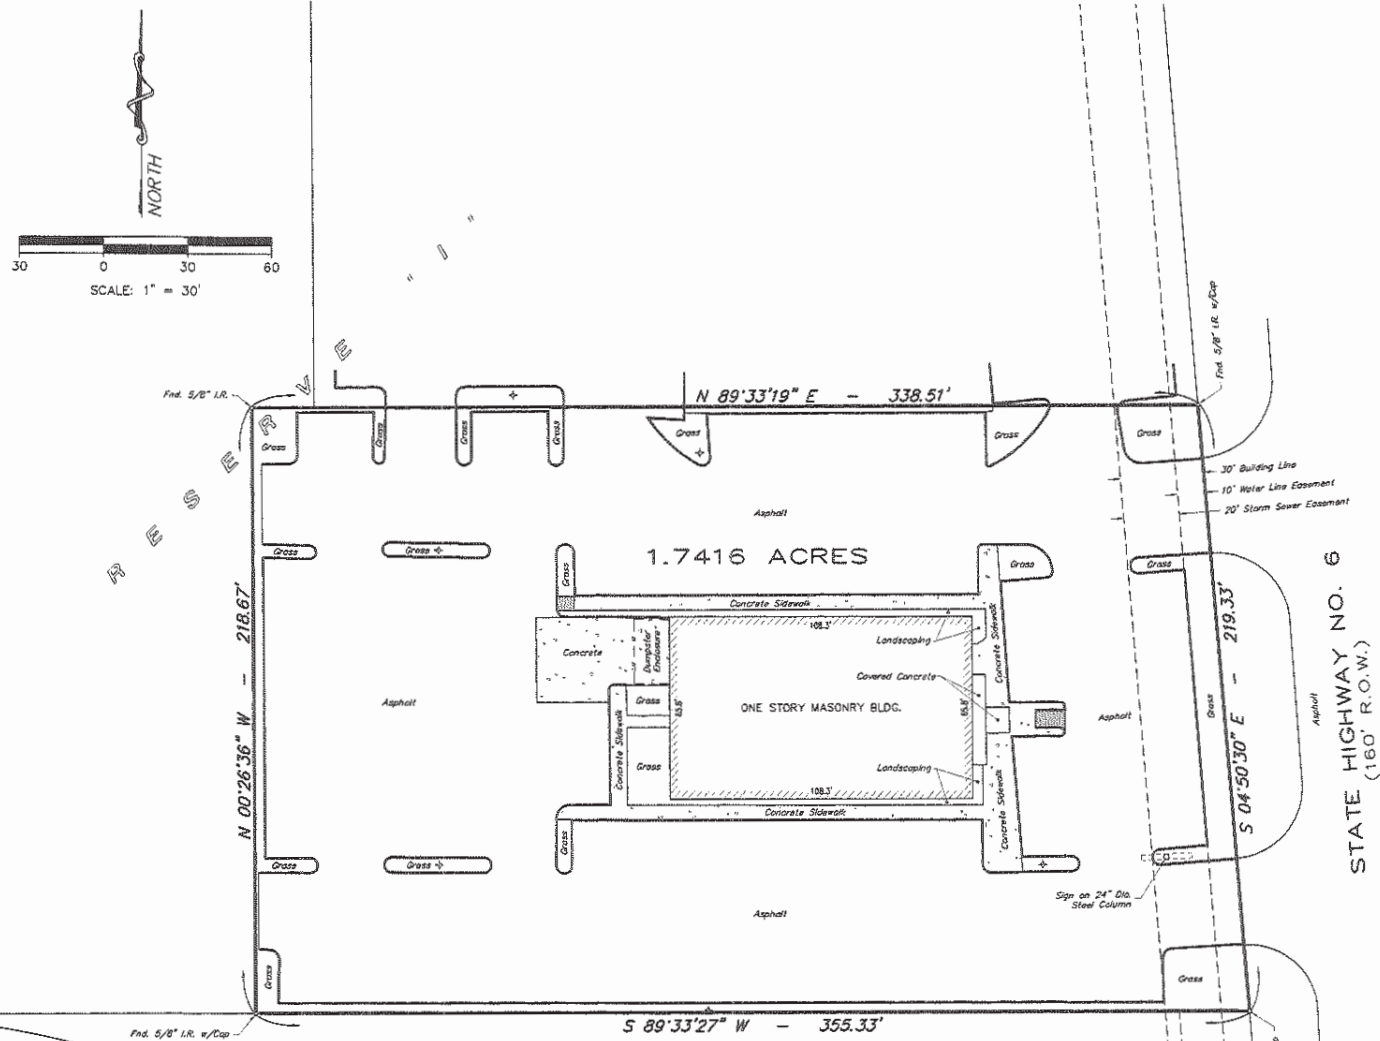 NORTH
30 0 30 60
SCALE: 1" = 30'
RESERVE "I"
Fnd. 5/8" I.R. w/Cap
Fnd. 5/8" I.R.
N 89°33'19" E - 338.51'
Grass
Grass
Grass
Grass
Grass
Grass
Grass
30' Building Line
10' Water Line Easement
20' Storm Sewer Easement
Asphalt
Grass
Grass
Grass
1.7416 ACRES
Grass
Grass
Concrete Sidewalk
N 00°26'36" W - 218.67'
S 04°50'30" E - 219.33'
STATE HIGHWAY NO. 6
(160' R.O.W.)
108.3'
Concrete
Dumpster
Enclosure
Landscaping
Concrete Sidewalk
Covered Concrete
Asphalt
Grass
65.8'
ONE STORY MASONRY BLDG.
65.8'
Asphalt
Grass
Asphalt
Concrete Sidewalk
Grass
Landscaping
108.3'
Concrete Sidewalk
Concrete Sidewalk
Grass
Grass
Grass
Sign on 24" Dia.
Steel Column
Asphalt
Grass
Grass
Fnd. 5/8" I.R. w/Cap
S 89°33'27" W - 355.33'